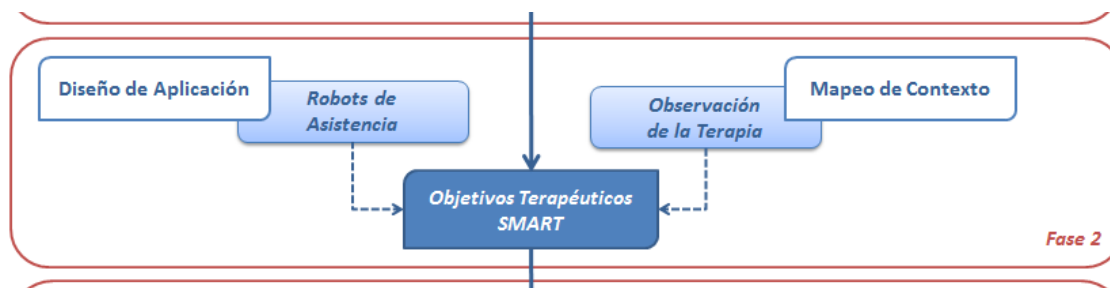 Diseño de Aplicación
Robots de
Asistencia
Observación
de la Terapia
Mapeo de Contexto
Objetivos Terapéuticos
SMART
Fase 2